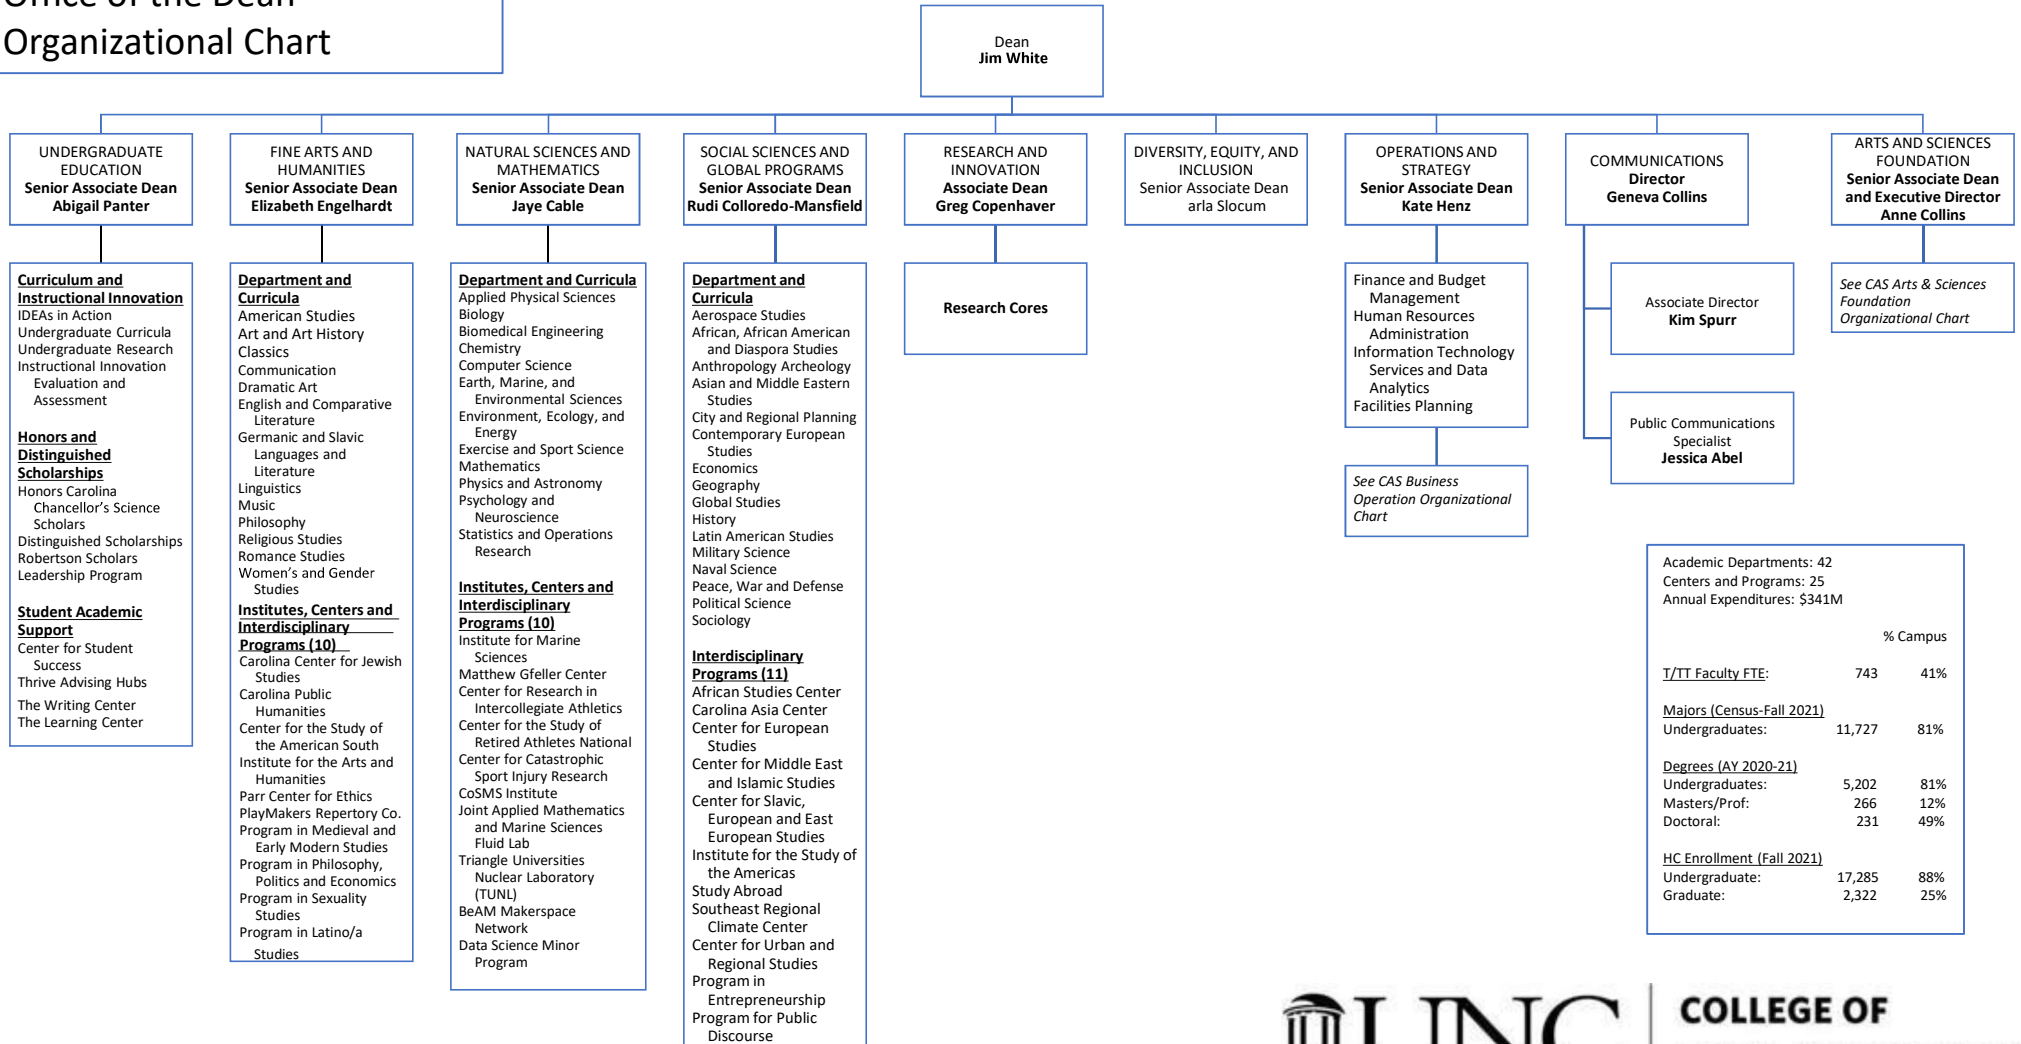 Office of the Dean
Organizational Chart
Dean
Jim White
UNDERGRADUATE
EDUCATION
Senior Associate Dean
Abigail Panter
FINE ARTS AND
HUMANITIES
Senior Associate Dean
Elizabeth Engelhardt
NATURAL SCIENCES AND
MATHEMATICS
Senior Associate Dean
Jaye Cable
SOCIAL SCIENCES AND
GLOBAL PROGRAMS
Senior Associate Dean
Rudi Colloredo-Mansfield
RESEARCH AND
INNOVATION
Associate Dean
Greg Copenhaver
DIVERSITY, EQUITY, AND
INCLUSION
Senior Associate Dean
arla Slocum
OPERATIONS AND
STRATEGY
Senior Associate Dean
Kate Henz
COMMUNICATIONS
Director
Geneva Collins
ARTS AND SCIENCES
FOUNDATION
Senior Associate Dean
and Executive Director
Anne Collins
Curriculum and
Instructional Innovation
IDEAs in Action
Undergraduate Curricula
Undergraduate Research
Instructional Innovation
Evaluation and
Assessment
Honors and
Distinguished
Scholarships
Honors Carolina
Chancellor's Science
Scholars
Distinguished Scholarships
Robertson Scholars
Leadership Program
Student Academic
Support
Center for Student
Success
Thrive Advising Hubs
The Writing Center
The Learning Center
Department and
Curricula
American Studies
Art and Art History
Classics
Communication
Dramatic Art
English and Comparative
Literature
Germanic and Slavic
Languages and
Literature
Linguistics
Music
Philosophy
Religious Studies
Romance Studies
Women's and Gender
Studies
Institutes, Centers and
Interdisciplinary
Programs (10)
Carolina Center for Jewish
Studies
Carolina Public
Humanities
Center for the Study of
the American South
Institute for the Arts and
Humanities
Parr Center for Ethics
PlayMakers Repertory Co.
Program in Medieval and
Early Modern Studies
Program in Philosophy,
Politics and Economics
Program in Sexuality
Studies
Program in Latino/a
Studies
Department and Curricula
Applied Physical Sciences
Biology
Biomedical Engineering
Chemistry
Computer Science
Earth, Marine, and
Environmental Sciences
Environment, Ecology, and
Energy
Exercise and Sport Science
Mathematics
Physics and Astronomy
Psychology and
Neuroscience
Statistics and Operations
Research
Institutes, Centers and
Interdisciplinary
Programs (10)
Institute for Marine
Sciences
Matthew Gfeller Center
Center for Research in
Intercollegiate Athletics
Center for the Study of
Retired Athletes National
Center for Catastrophic
Sport Injury Research
CoSMS Institute
Joint Applied Mathematics
and Marine Sciences
Fluid Lab
Triangle Universities
Nuclear Laboratory
(TUNL)
BeAM Makerspace
Network
Data Science Minor
Program
Department and
Curricula
Aerospace Studies
African, African American
and Diaspora Studies
Anthropology Archeology
Asian and Middle Eastern
Studies
City and Regional Planning
Contemporary European
Studies
Economics
Geography
Global Studies
History
Latin American Studies
Military Science
Naval Science
Peace, War and Defense
Political Science
Sociology
Interdisciplinary
Programs (11)
African Studies Center
Carolina Asia Center
Center for European
Studies
Center for Middle East
and Islamic Studies
Center for Slavic,
European and East
European Studies
Institute for the Study of
the Americas
Study Abroad
Southeast Regional
Climate Center
Center for Urban and
Regional Studies
Program in
Entrepreneurship
Program for Public
Discourse
Research Cores
Finance and Budget
Management
Human Resources
Administration
Information Technology
Services and Data
Analytics
Facilities Planning
See CAS Business
Operation Organizational
Chart
Associate Director
Kim Spurr
Public Communications
Specialist
Jessica Abel
See CAS Arts & Sciences
Foundation
Organizational Chart
Academic Departments: 42
Centers and Programs: 25
Annual Expenditures: $341M
% Campus
T/TT Faculty FTE: 743 41%
Majors (Census-Fall 2021)
Undergraduates: 11,727 81%
Degrees (AY 2020-21)
Undergraduates: 5,202 81%
Masters/Prof: 266 12%
Doctoral: 231 49%
HC Enrollment (Fall 2021)
Undergraduate: 17,285 88%
Graduate: 2,322 25%
UNC
COLLEGE OF